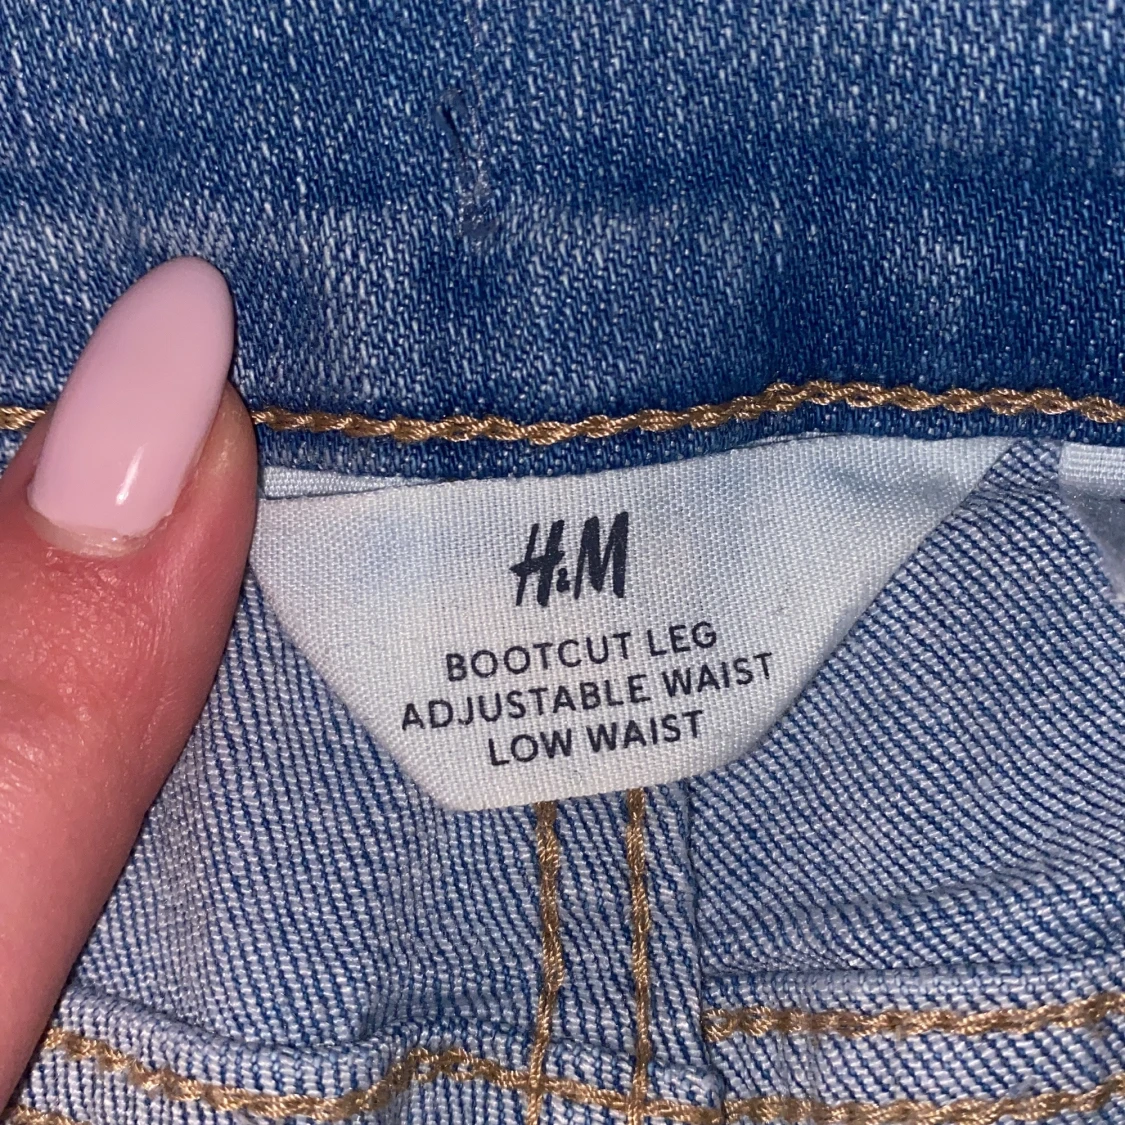 H&M
BOOTCUT LEG
ADJUSTABLE WAIST
LOW WAIST